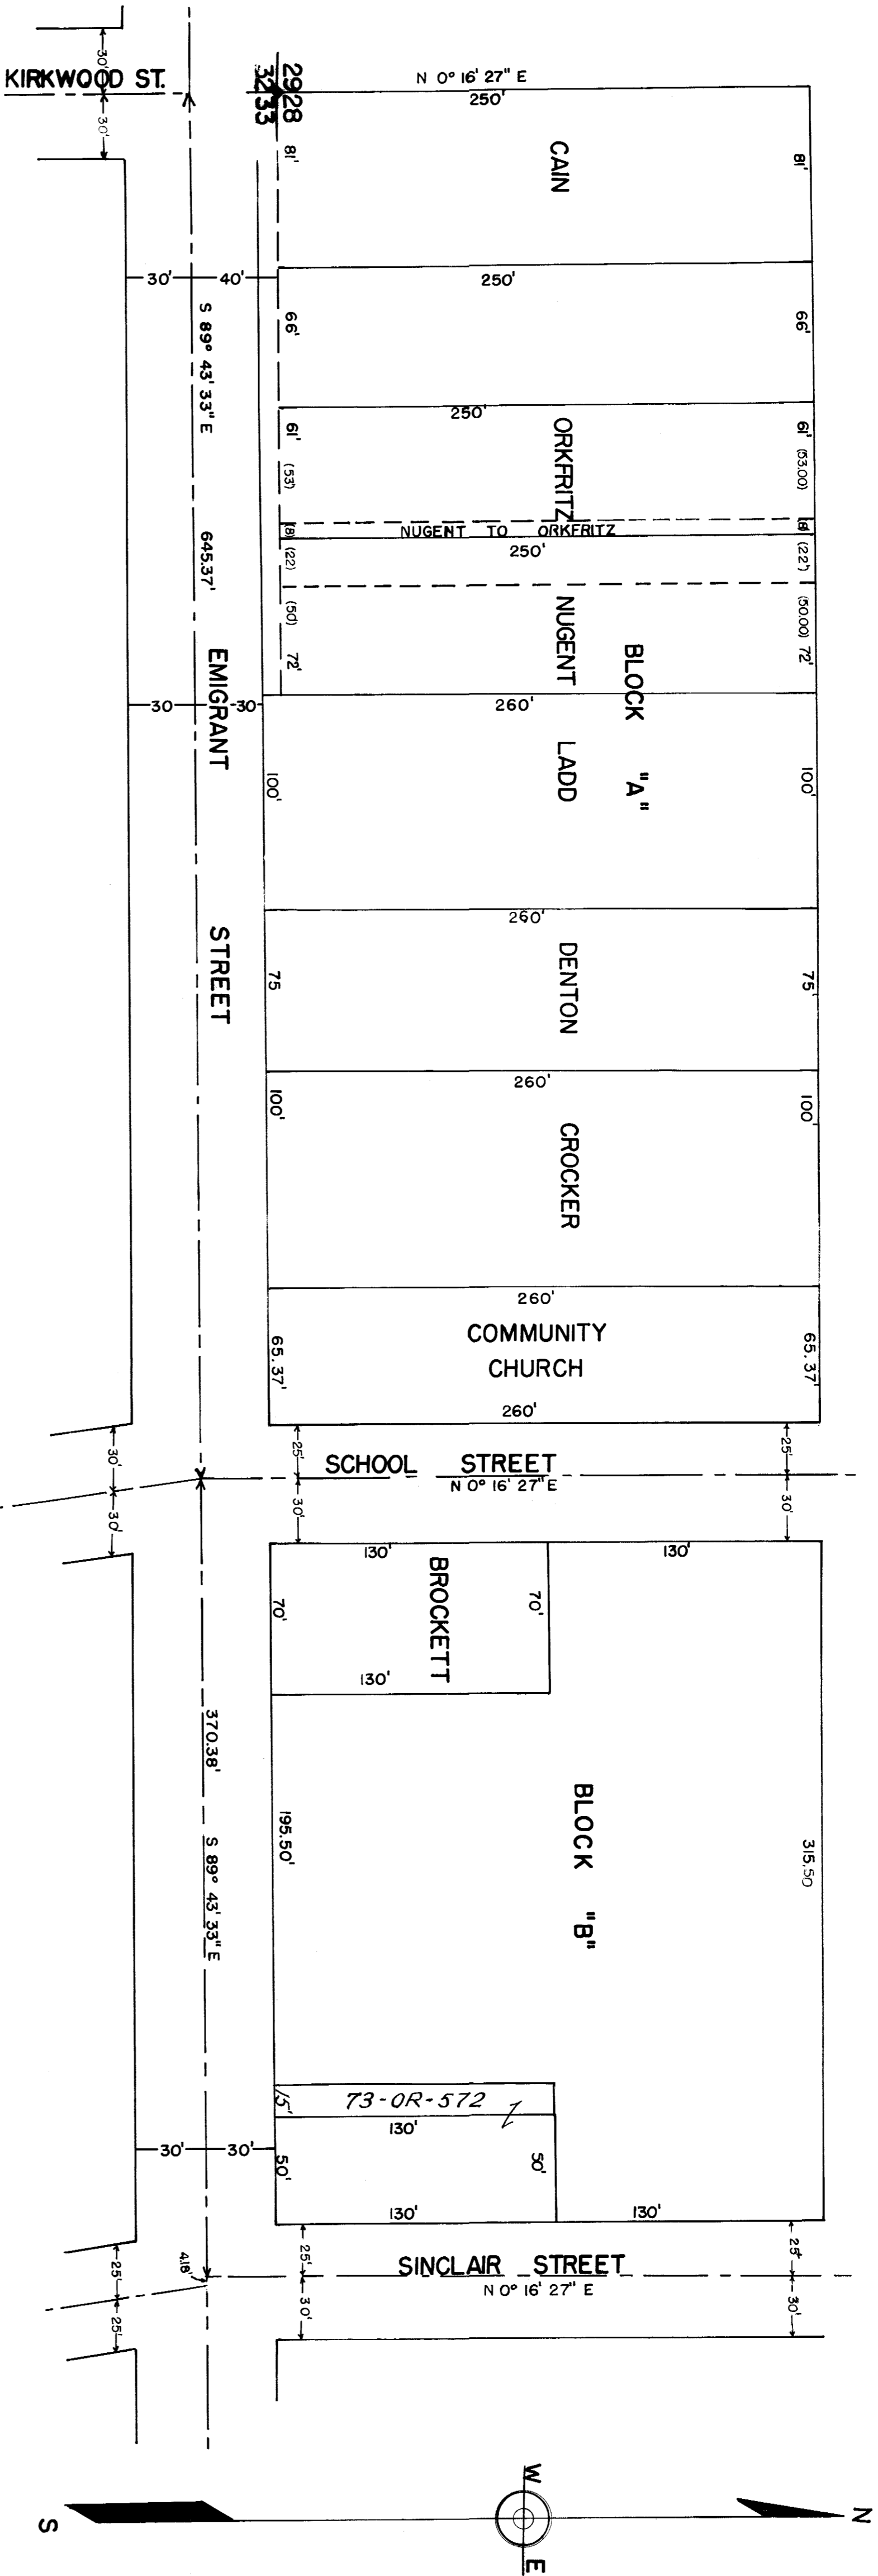 30'
KIRKWOOD ST.
30'
29 28
32 33
N 0° 16' 27" E
250'
81'
CAIN
81'
30'
40'
250'
S 89° 43' 33" E
66'
66'
250'
61'
ORKFRITZ
61'
(53')
(53.00)
(8)
NUGENT TO ORKFRITZ
(8')
645.37'
(22)
250'
(22')
(50')
NUGENT
(50.00)
72'
BLOCK "A"
72'
EMIGRANT STREET
30
30
260'
100'
LADD
100'
260'
75
DENTON
75'
260'
100'
CROCKER
100'
260'
COMMUNITY
CHURCH
65.37'
65.37'
260'
25'
25'
30'
SCHOOL STREET
N 0° 16' 27" E
30'
30'
30'
130'
130'
70'
BROCKETT
70'
130'
370.38'
195.50'
BLOCK "B"
315.50
S 89° 43' 33" E
15'
73-OR-572
130'
30'
30'
50'
50'
130'
130'
25'
SINCLAIR STREET
N 0° 16' 27" E
4.18'
25'
25'
30'
30'
25'
W
N
S
E